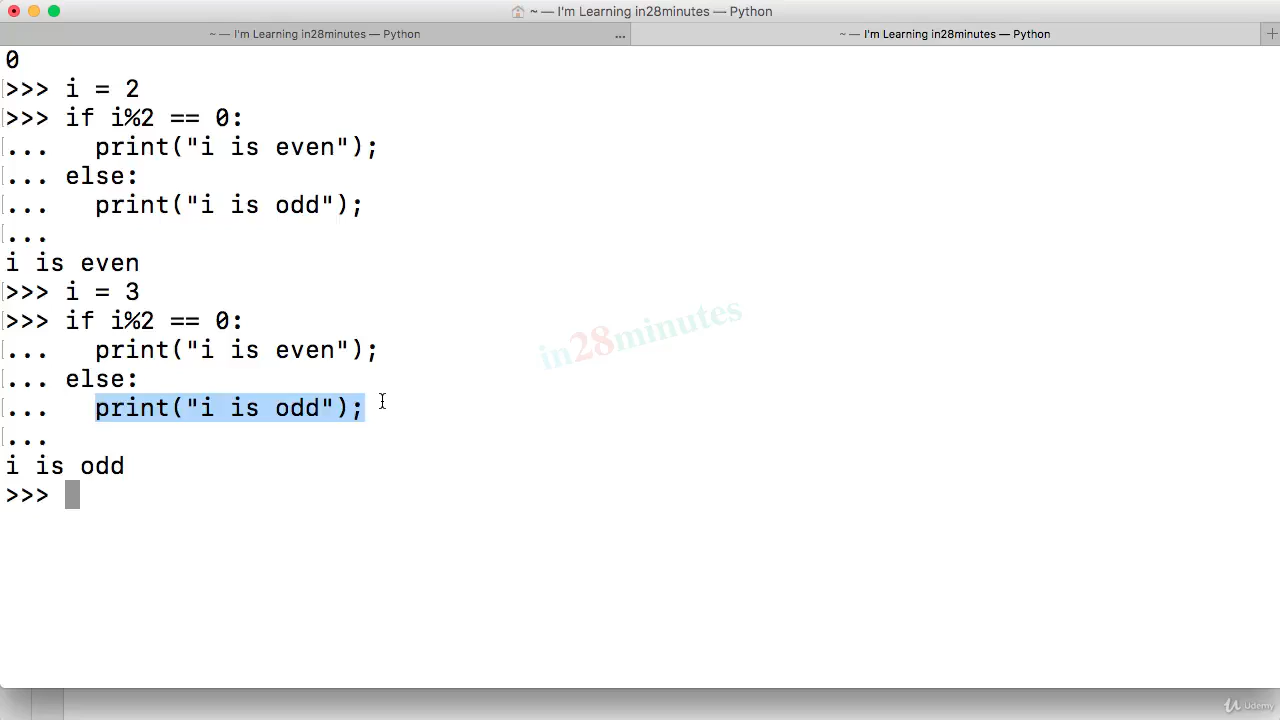 ~ — I'm Learning in28minutes — Python
~ — I'm Learning in28minutes — Python ... ~ — I'm Learning in28minutes — Python +
0
>>> i = 2
>>> if i%2 == 0:
...   print("i is even");
... else:
...   print("i is odd");
...
i is even
>>> i = 3
>>> if i%2 == 0:
...   print("i is even");
... else:
...   print("i is odd");
...
i is odd
>>>
in28minutes
Udemy